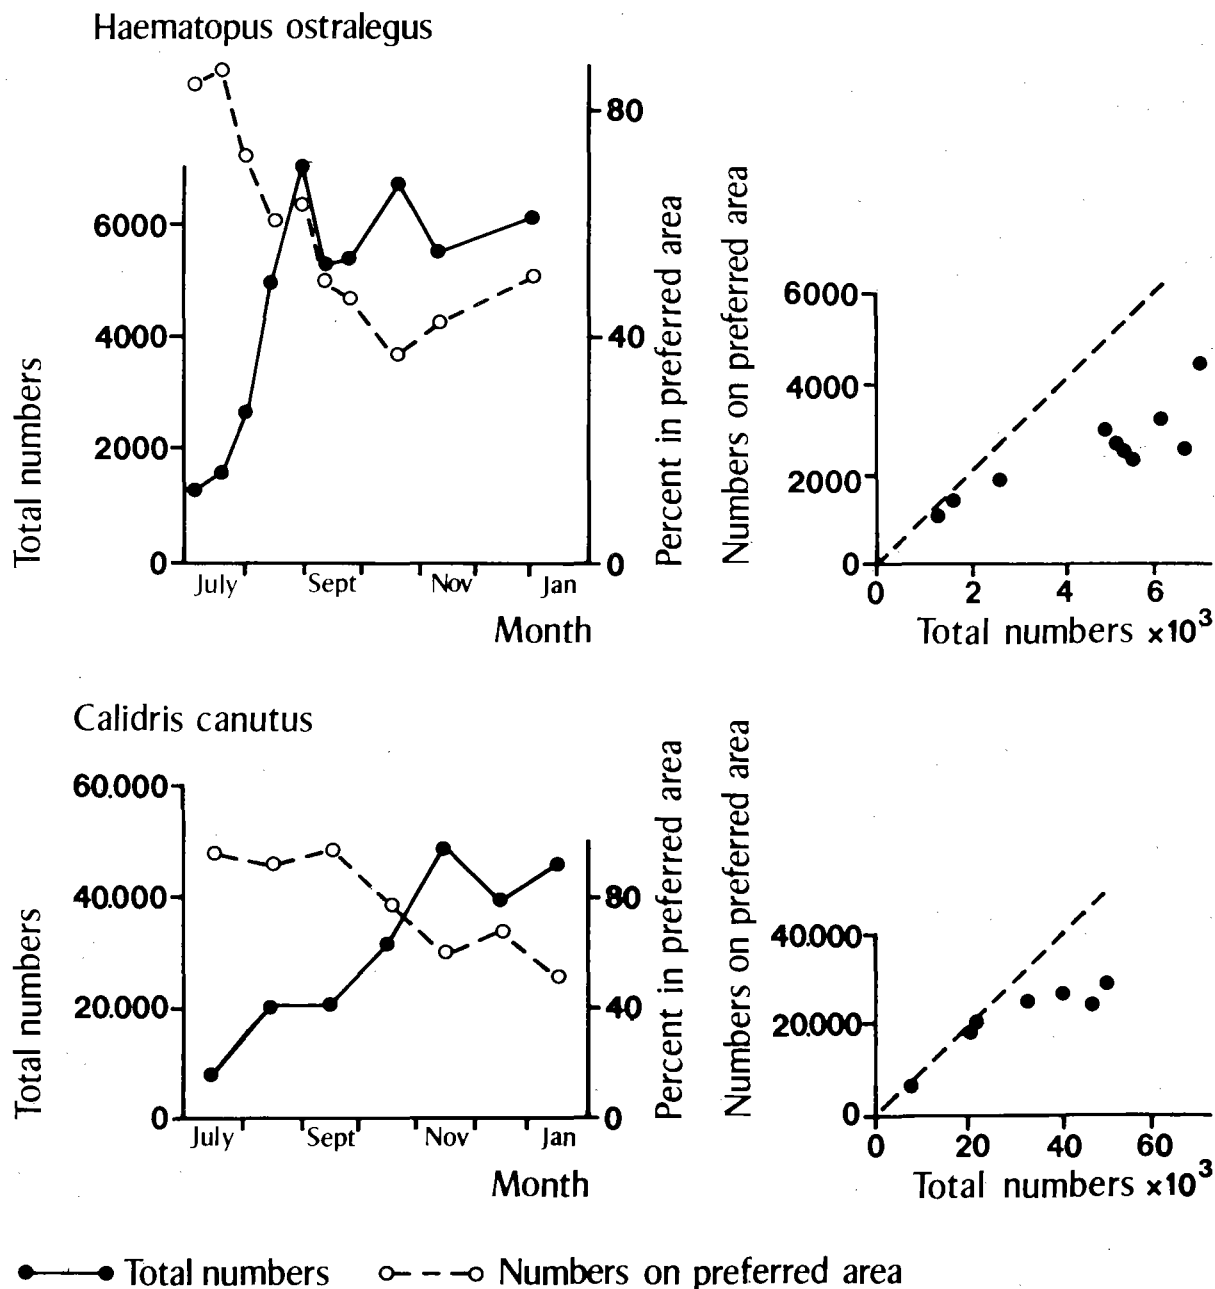 Haematopus ostralegus
Total numbers
6000
4000
2000
0
July
Sept
Nov
Jan
Month
80
40
0
Percent in preferred area
Numbers on preferred area
6000
4000
2000
0
0
2
4
6
Total numbers ×10³
Calidris canutus
Total numbers
60.000
40.000
20.000
0
July
Sept
Nov
Jan
Month
80
40
0
Percent in preferred area
Numbers on preferred area
40.000
20.000
0
0
20
40
60
Total numbers ×10³
Total numbers
Numbers on preferred area